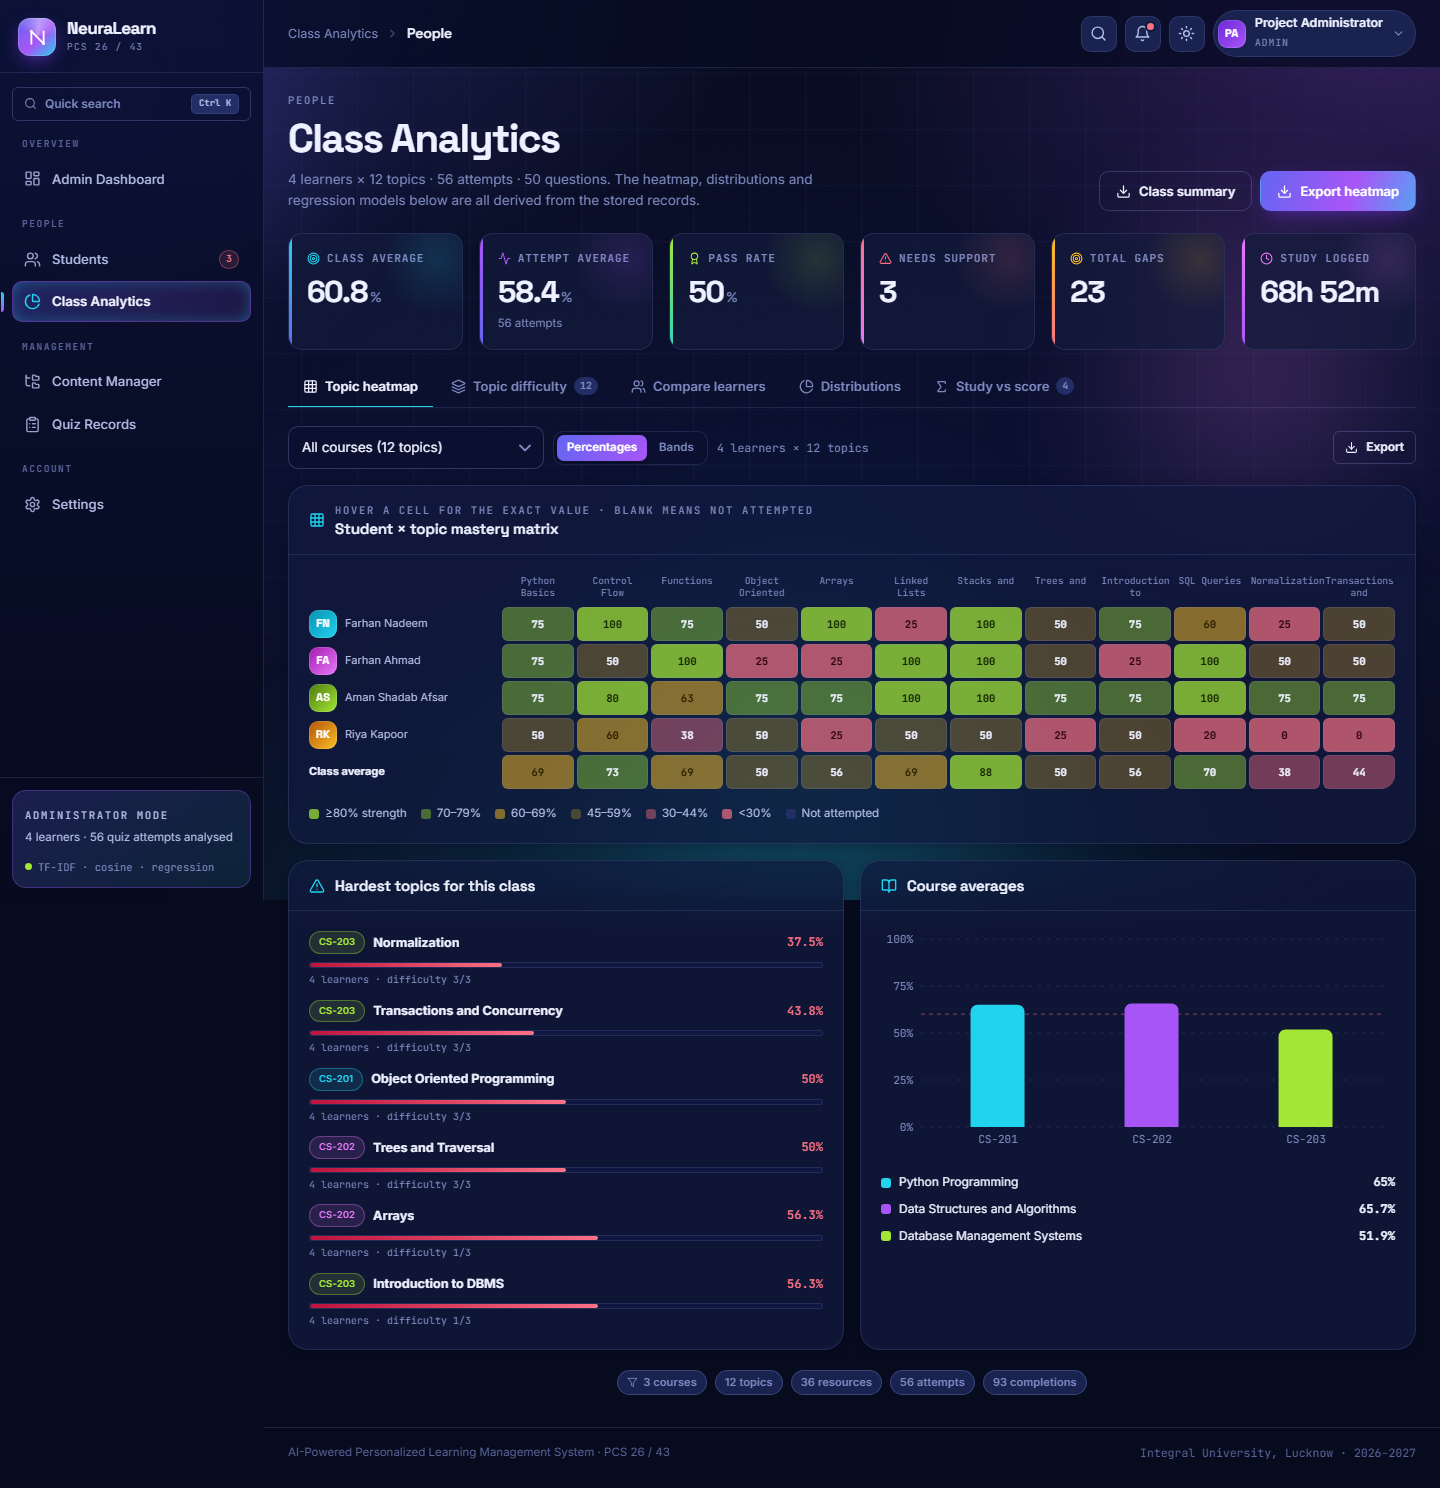 NeuraLearn
PCS 26 / 43
Quick search
Ctrl K
OVERVIEW
Admin Dashboard
PEOPLE
Students
3
Class Analytics
MANAGEMENT
Content Manager
Quiz Records
ACCOUNT
Settings
ADMINISTRATOR MODE
4 learners · 56 quiz attempts analysed
TF-IDF · cosine · regression
Class Analytics > People
PA
Project Administrator
ADMIN
PEOPLE
Class Analytics
4 learners × 12 topics · 56 attempts · 50 questions. The heatmap, distributions and
regression models below are all derived from the stored records.
Class summary
Export heatmap
CLASS AVERAGE
60.8%
ATTEMPT AVERAGE
58.4%
56 attempts
PASS RATE
50%
NEEDS SUPPORT
3
TOTAL GAPS
23
STUDY LOGGED
68h 52m
Topic heatmap
Topic difficulty 12
Compare learners
Distributions
Study vs score 4
All courses (12 topics)
Percentages
Bands
4 learners × 12 topics
Export
HOVER A CELL FOR THE EXACT VALUE · BLANK MEANS NOT ATTEMPTED
Student × topic mastery matrix
Python Basics
Control Flow
Functions
Object Oriented
Arrays
Linked Lists
Stacks and
Trees and
Introduction to
SQL Queries
Normalization
Transactions and
FN Farhan Nadeem 75 100 75 50 100 25 100 50 75 60 25 50
FA Farhan Ahmad 75 50 100 25 25 100 100 50 25 100 50 50
AS Aman Shadab Afsar 75 80 63 75 75 100 100 75 75 100 75 75
RK Riya Kapoor 50 60 38 50 25 50 50 25 50 20 0 0
Class average 69 73 69 50 56 69 88 50 56 70 38 44
≥80% strength
70–79%
60–69%
45–59%
30–44%
<30%
Not attempted
Hardest topics for this class
CS-203 Normalization 37.5%
4 learners · difficulty 3/3
CS-203 Transactions and Concurrency 43.8%
4 learners · difficulty 3/3
CS-201 Object Oriented Programming 50%
4 learners · difficulty 3/3
CS-202 Trees and Traversal 50%
4 learners · difficulty 3/3
CS-202 Arrays 56.3%
4 learners · difficulty 1/3
CS-203 Introduction to DBMS 56.3%
4 learners · difficulty 1/3
Course averages
100%
75%
50%
25%
0%
CS-201
CS-202
CS-203
Python Programming 65%
Data Structures and Algorithms 65.7%
Database Management Systems 51.9%
3 courses
12 topics
36 resources
56 attempts
93 completions
AI-Powered Personalized Learning Management System · PCS 26 / 43
Integral University, Lucknow · 2026–2027